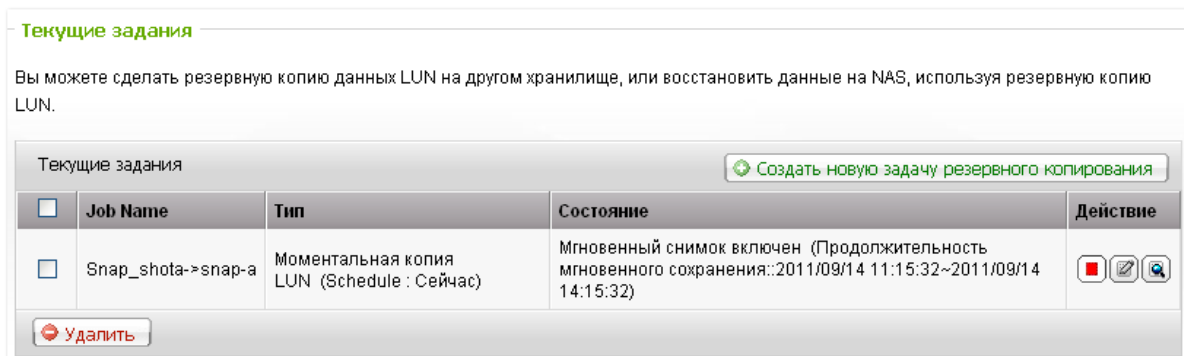 Текущие задания
Вы можете сделать резервную копию данных LUN на другом хранилище, или восстановить данные на NAS, используя резервную копию
LUN.
Текущие задания
Создать новую задачу резервного копирования
Job Name Тип Состояние Действие
Snap_shota->snap-a
Моментальная копия
LUN (Schedule : Сейчас)
Мгновенный снимок включен (Продолжительность
мгновенного сохранения::2011/09/14 11:15:32~2011/09/14
14:15:32)
Удалить